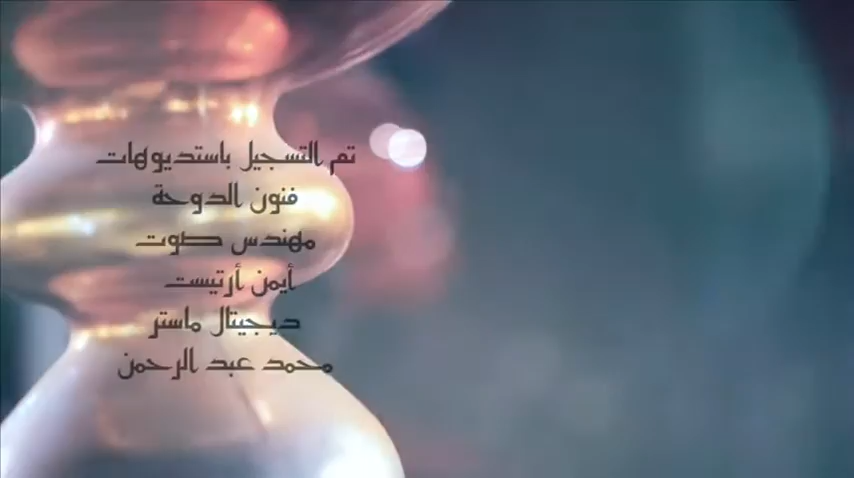 تم التسجيل باستديوهات
فنون الدوحة
مهندس صوت
أيمن أرتيست
ديجيتال ماستر
محمد عبد الرحمن